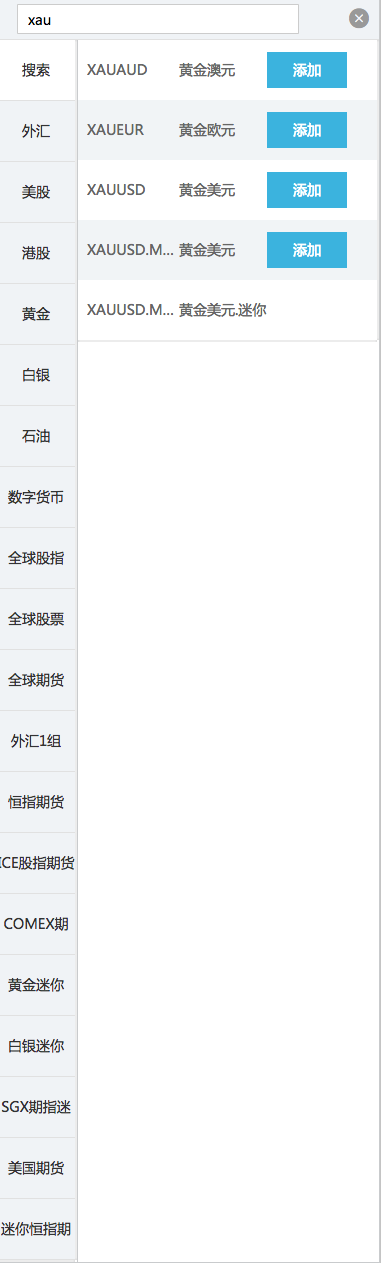 xau
搜索
外汇
美股
港股
黄金
白银
石油
数字货币
全球股指
全球股票
全球期货
外汇1组
恒指期货
ICE股指期货
COMEX期
黄金迷你
白银迷你
SGX期指迷
美国期货
迷你恒指期
XAUAUD 黄金澳元 添加
XAUEUR 黄金欧元 添加
XAUUSD 黄金美元 添加
XAUUSD.M... 黄金美元 添加
XAUUSD.M... 黄金美元.迷你